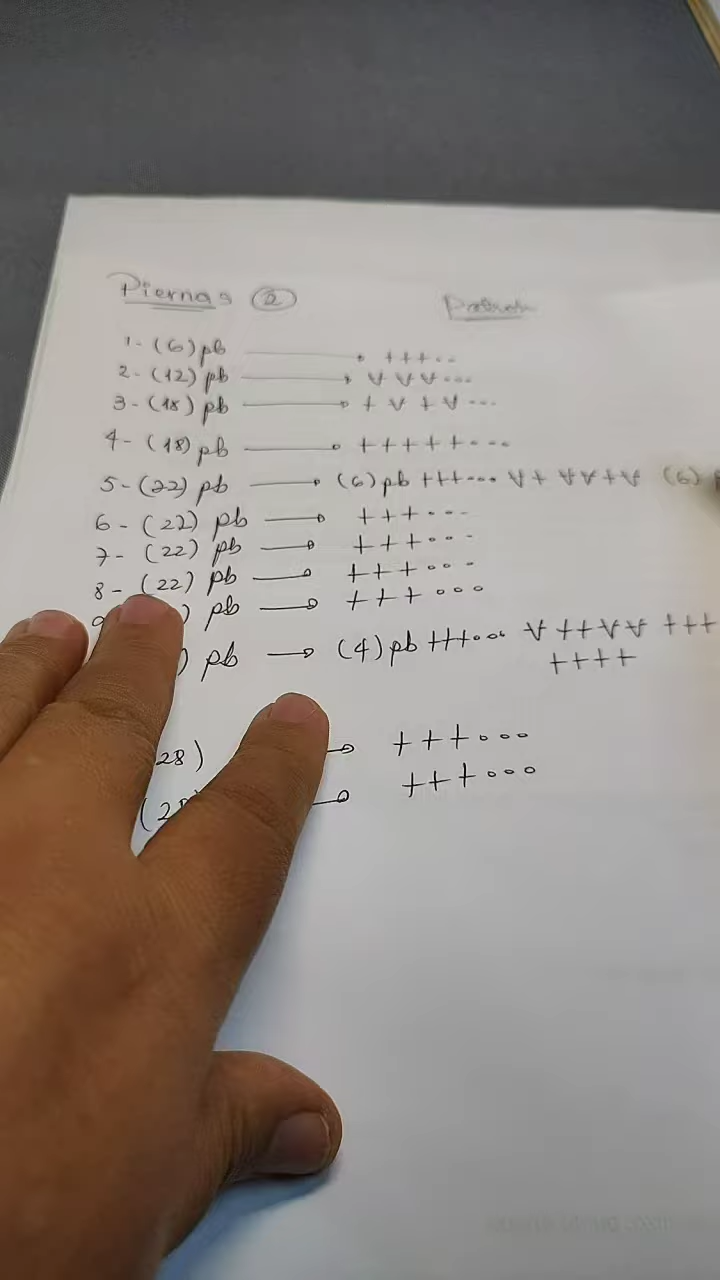 Piernas ② Patron
1- (6) pb ⟶ +++...
2- (12) pb ⟶ V V V...
3- (18) pb ⟶ + V + V ...
4- (18) pb ⟶ +++++...
5- (22) pb ⟶ (6) pb +++... V + V V + V (6)
6- (22) pb ⟶ +++...
7- (22) pb ⟶ +++...
8- (22) pb ⟶ +++...
) pb ⟶ +++...
) pb ⟶ (4) pb +++... V ++ V V +++
++++
28) ⟶ +++...
⟶ +++...